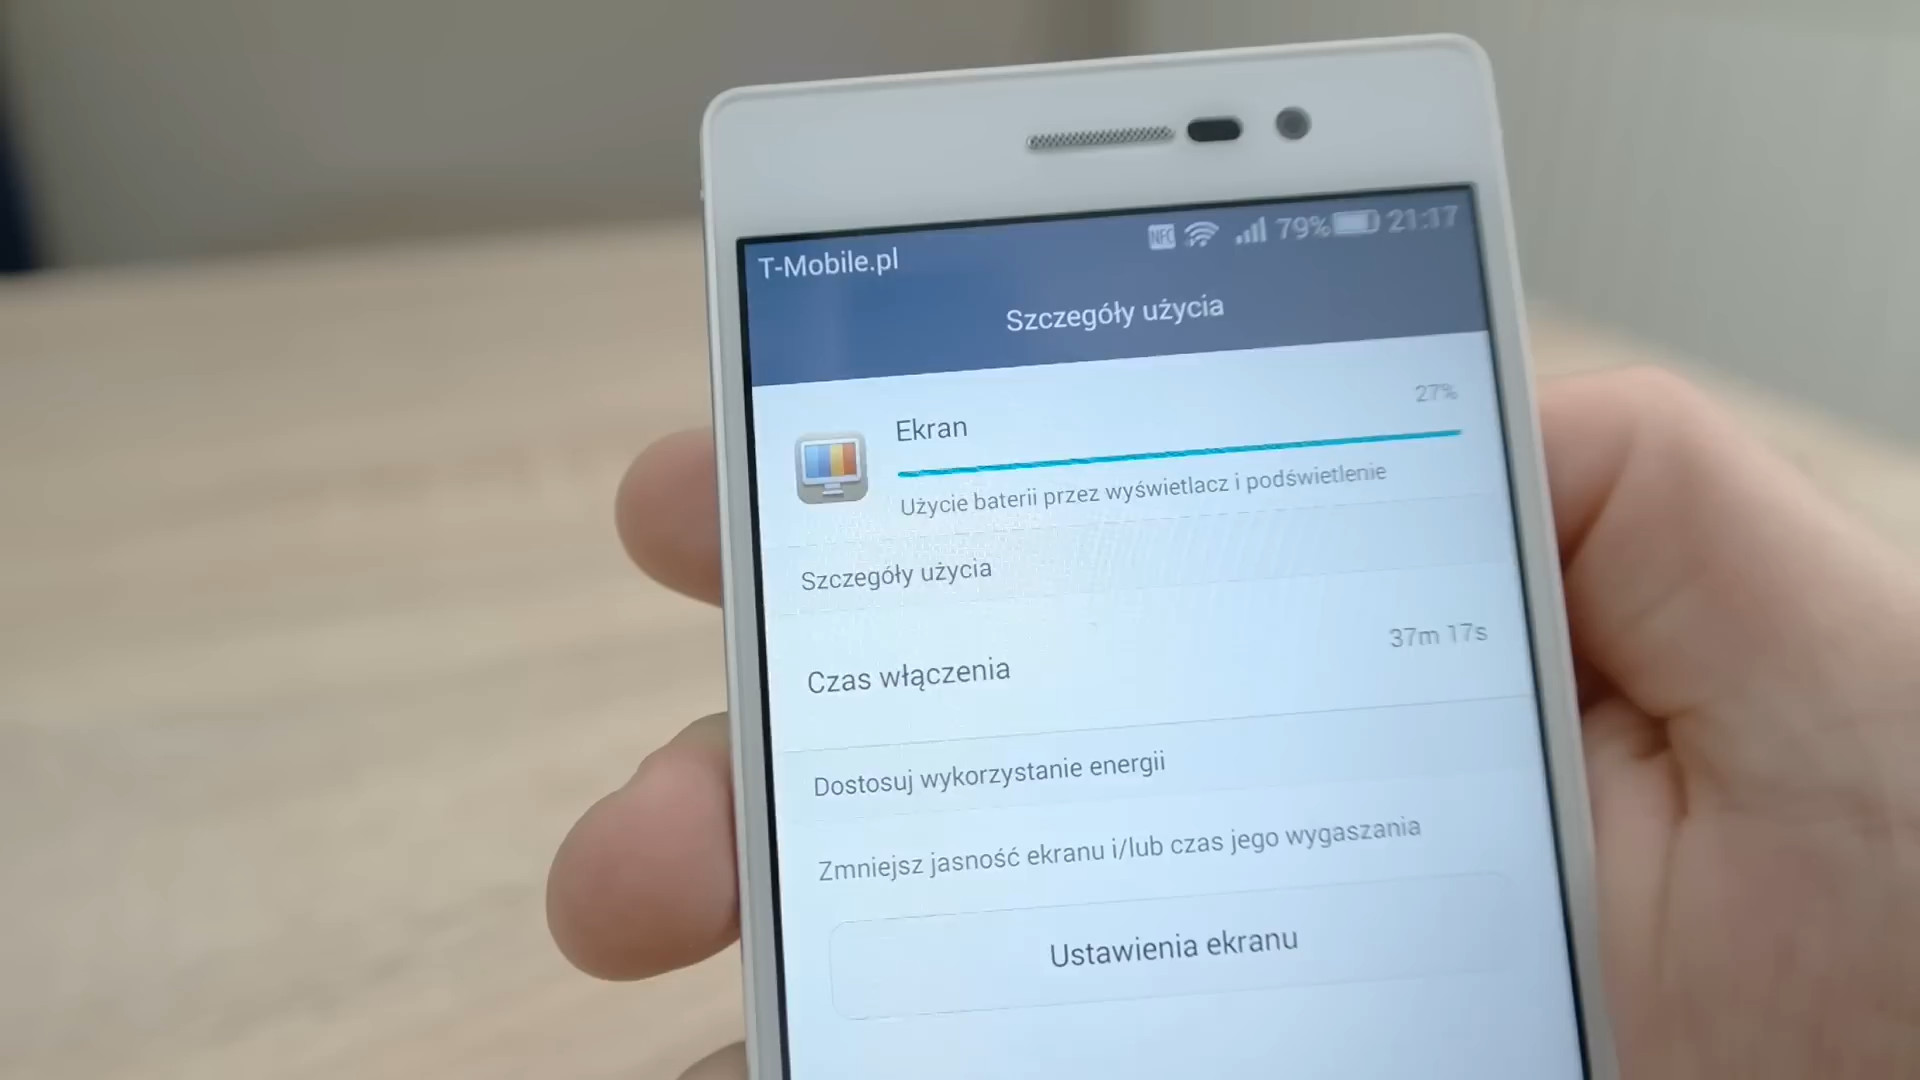 T-Mobile.pl NFC 79% 21:17
Szczegóły użycia
27%
Ekran
Użycie baterii przez wyświetlacz i podświetlenie
Szczegóły użycia
Czas włączenia 37m 17s
Dostosuj wykorzystanie energii
Zmniejsz jasność ekranu i/lub czas jego wygaszania
Ustawienia ekranu